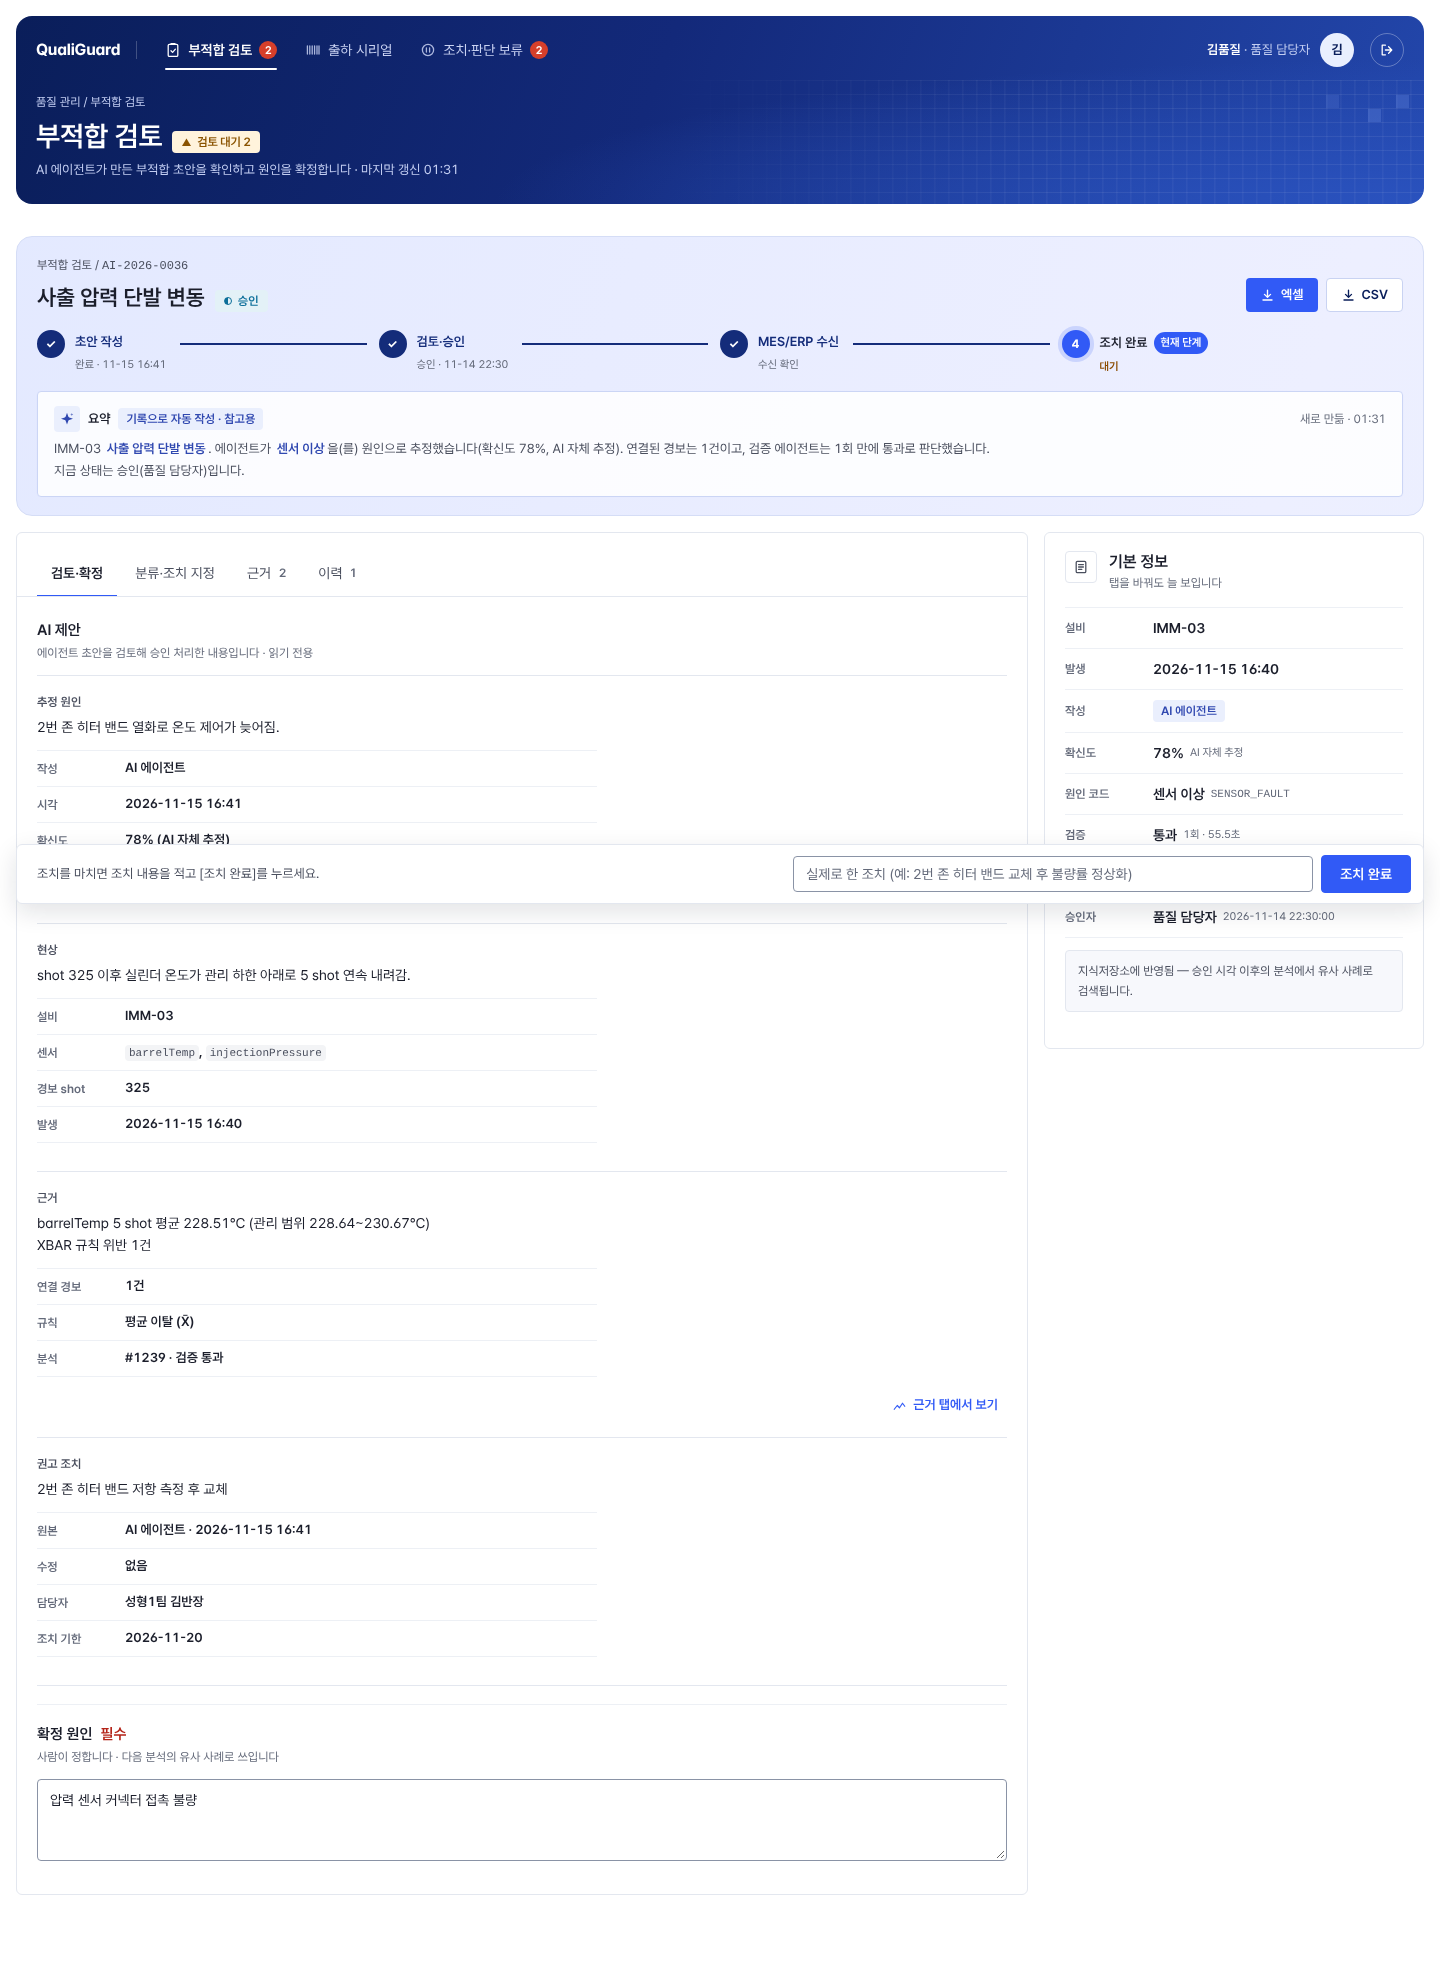 QualiGuard
부적합 검토 2
출하 시리얼
조치·판단 보류 2
김품질 · 품질 담당자
김
품질 관리 / 부적합 검토
부적합 검토
▲ 검토 대기 2
AI 에이전트가 만든 부적합 초안을 확인하고 원인을 확정합니다 · 마지막 갱신 01:31
부적합 검토 / AI-2026-0036
사출 압력 단발 변동
승인
엑셀
CSV
초안 작성
완료 · 11-15 16:41
검토·승인
승인 · 11-14 22:30
MES/ERP 수신
수신 확인
4
조치 완료
현재 단계
대기
요약
기록으로 자동 작성 · 참고용
새로 만듦 · 01:31
IMM-03 사출 압력 단발 변동 . 에이전트가 센서 이상 을(를) 원인으로 추정했습니다(확신도 78%, AI 자체 추정). 연결된 경보는 1건이고, 검증 에이전트는 1회 만에 통과로 판단했습니다.
지금 상태는 승인(품질 담당자)입니다.
검토·확정
분류·조치 지정
근거 2
이력 1
AI 제안
에이전트 초안을 검토해 승인 처리한 내용입니다 · 읽기 전용
추정 원인
2번 존 히터 밴드 열화로 온도 제어가 늦어짐.
작성 AI 에이전트
시각 2026-11-15 16:41
확신도 78% (AI 자체 추정)
조치를 마치면 조치 내용을 적고 [조치 완료]를 누르세요.
실제로 한 조치 (예: 2번 존 히터 밴드 교체 후 불량률 정상화)
조치 완료
현상
shot 325 이후 실린더 온도가 관리 하한 아래로 5 shot 연속 내려감.
설비 IMM-03
센서 barrelTemp, injectionPressure
경보 shot 325
발생 2026-11-15 16:40
근거
barrelTemp 5 shot 평균 228.51°C (관리 범위 228.64~230.67°C)
XBAR 규칙 위반 1건
연결 경보 1건
규칙 평균 이탈 (X̄)
분석 #1239 · 검증 통과
근거 탭에서 보기
권고 조치
2번 존 히터 밴드 저항 측정 후 교체
원본 AI 에이전트 · 2026-11-15 16:41
수정 없음
담당자 성형1팀 김반장
조치 기한 2026-11-20
확정 원인 필수
사람이 정합니다 · 다음 분석의 유사 사례로 쓰입니다
압력 센서 커넥터 접촉 불량
기본 정보
탭을 바꿔도 늘 보입니다
설비 IMM-03
발생 2026-11-15 16:40
작성 AI 에이전트
확신도 78% AI 자체 추정
원인 코드 센서 이상 SENSOR_FAULT
검증 통과 1회 · 55.5초
승인자 품질 담당자 2026-11-14 22:30:00
지식저장소에 반영됨 — 승인 시각 이후의 분석에서 유사 사례로
검색됩니다.